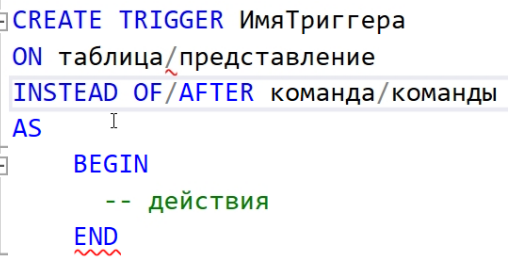 CREATE TRIGGER ИмяТриггера
ON таблица/представление
INSTEAD OF/AFTER команда/команды
AS
BEGIN
-- действия
END